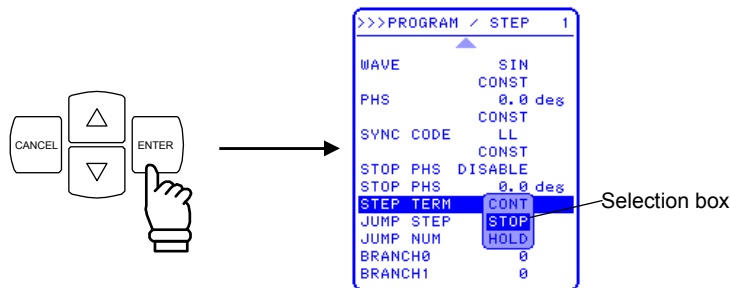 CANCEL
ENTER
>>>PROGRAM / STEP 1
WAVE SIN
CONST
PHS 0.0 deg
CONST
SYNC CODE LL
CONST
STOP PHS DISABLE
STOP PHS 0.0 deg
STEP TERM CONT
JUMP STEP STOP
JUMP NUM HOLD
BRANCH0 0
BRANCH1 0
Selection box